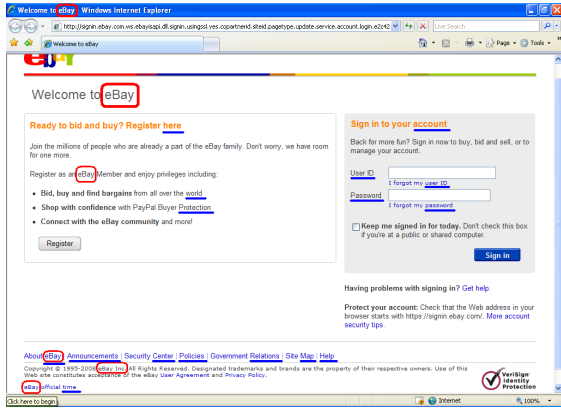 Welcome to eBay - Windows Internet Explorer
http://signin.ebay.com.ws.ebayisapi.dll.signin.usingssl.yes.copartnerid.siteid.pagetype.update.service.account.login.e2c42
Live Search
Welcome to eBay
Page
Tools
Welcome to eBay
Ready to bid and buy? Register here
Join the millions of people who are already a part of the eBay family. Don't worry, we have room
for one more.
Register as an eBay Member and enjoy privileges including:
• Bid, buy and find bargains from all over the world
• Shop with confidence with PayPal Buyer Protection
• Connect with the eBay community and more!
Register
Sign in to your account
Back for more fun? Sign in now to buy, bid and sell, or to
manage your account.
User ID
I forgot my user ID
Password
I forgot my password
Keep me signed in for today. Don't check this box
if you're at a public or shared computer.
Sign in
Having problems with signing in? Get help.
Protect your account: Check that the Web address in your
browser starts with https://signin.ebay.com/. More account
security tips.
About eBay | Announcements | Security Center | Policies | Government Relations | Site Map | Help
Copyright © 1995-2008 eBay Inc. All Rights Reserved. Designated trademarks and brands are the property of their respective owners. Use of this
Web site constitutes acceptance of the eBay User Agreement and Privacy Policy.
eBay official time
VeriSign
Identity
Protection
Click here to begin
Internet
100%